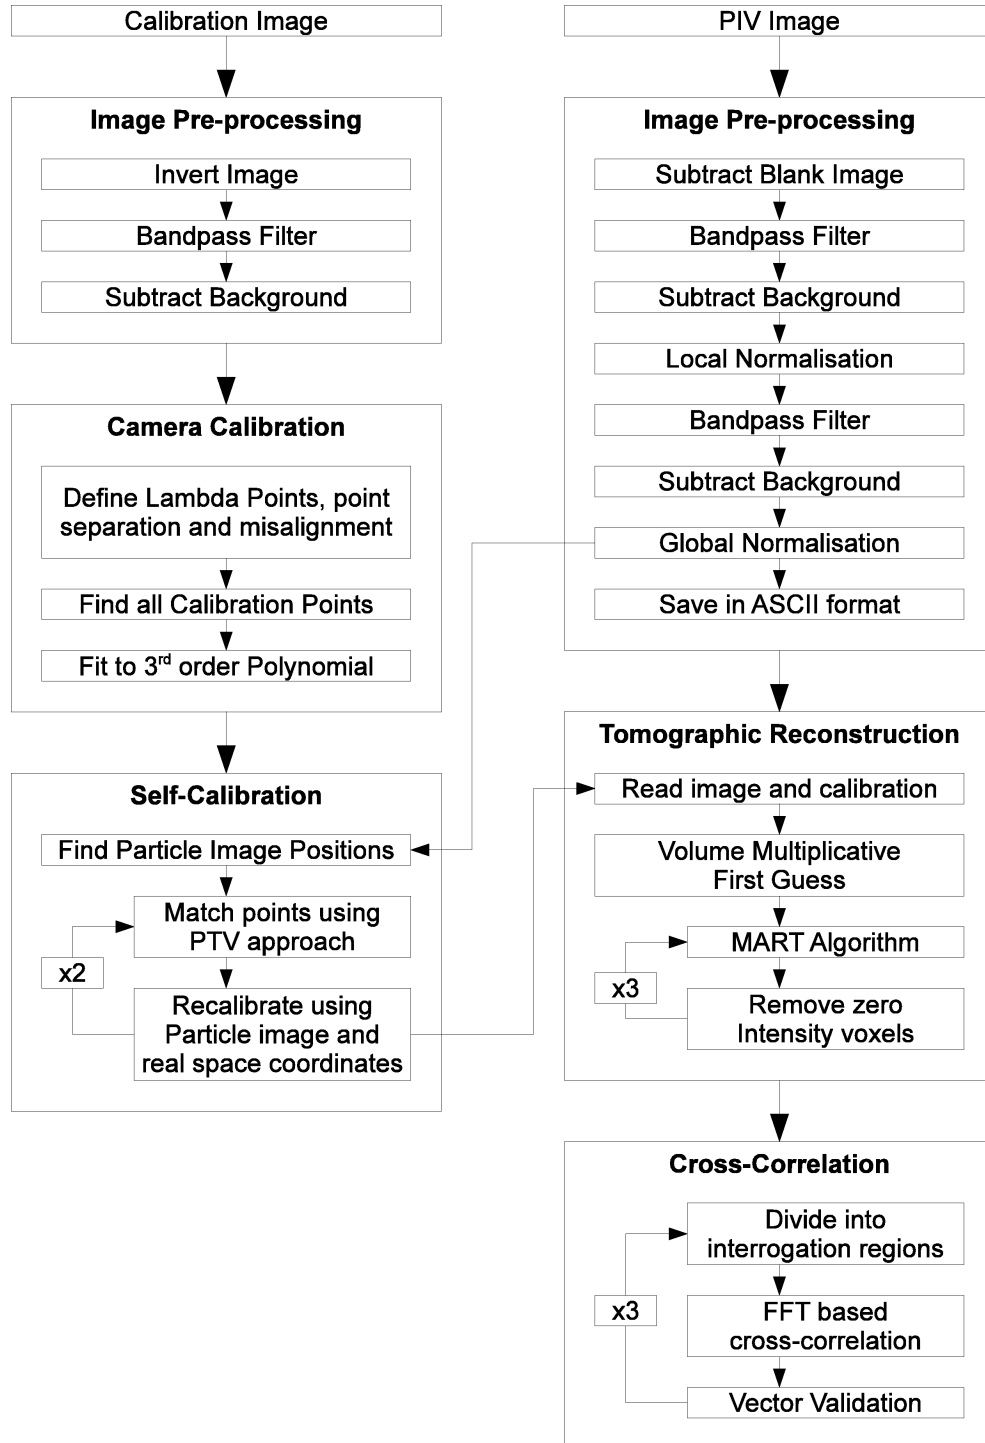 Calibration Image
Image Pre-processing
Invert Image
Bandpass Filter
Subtract Background
Camera Calibration
Define Lambda Points, point
separation and misalignment
Find all Calibration Points
Fit to 3rd order Polynomial
Self-Calibration
Find Particle Image Positions
Match points using
PTV approach
x2
Recalibrate using
Particle image and
real space coordinates
PIV Image
Image Pre-processing
Subtract Blank Image
Bandpass Filter
Subtract Background
Local Normalisation
Bandpass Filter
Subtract Background
Global Normalisation
Save in ASCII format
Tomographic Reconstruction
Read image and calibration
Volume Multiplicative
First Guess
MART Algorithm
x3
Remove zero
Intensity voxels
Cross-Correlation
Divide into
interrogation regions
x3
FFT based
cross-correlation
Vector Validation